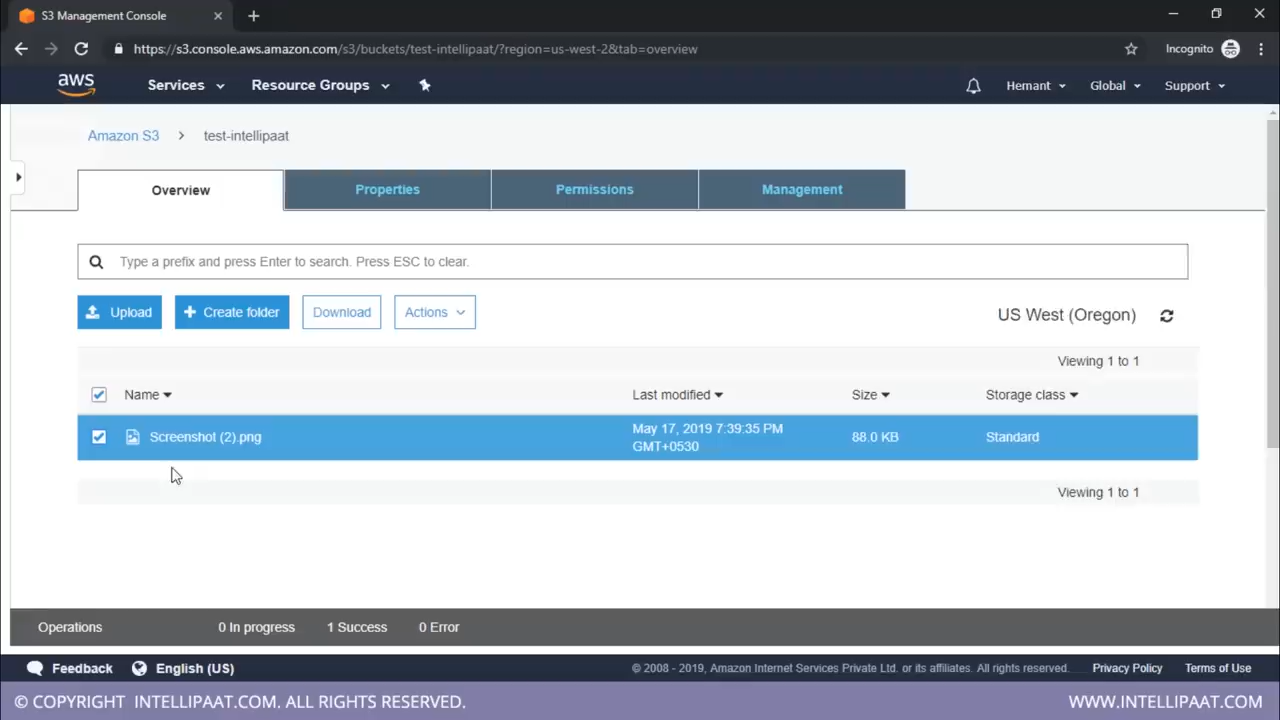 S3 Management Console
https://s3.console.aws.amazon.com/s3/buckets/test-intellipaat/?region=us-west-2&tab=overview
Incognito
aws Services Resource Groups Hemant Global Support
Amazon S3 test-intellipaat
Overview Properties Permissions Management
Type a prefix and press Enter to search. Press ESC to clear.
Upload Create folder Download Actions US West (Oregon)
Viewing 1 to 1
Name Last modified Size Storage class
Screenshot (2).png May 17, 2019 7:39:35 PM 88.0 KB Standard
GMT+0530
Viewing 1 to 1
Operations 0 In progress 1 Success 0 Error
Feedback English (US) © 2008 - 2019, Amazon Internet Services Private Ltd. or its affiliates. All rights reserved. Privacy Policy Terms of Use
© COPYRIGHT INTELLIPAAT.COM. ALL RIGHTS RESERVED. WWW.INTELLIPAAT.COM